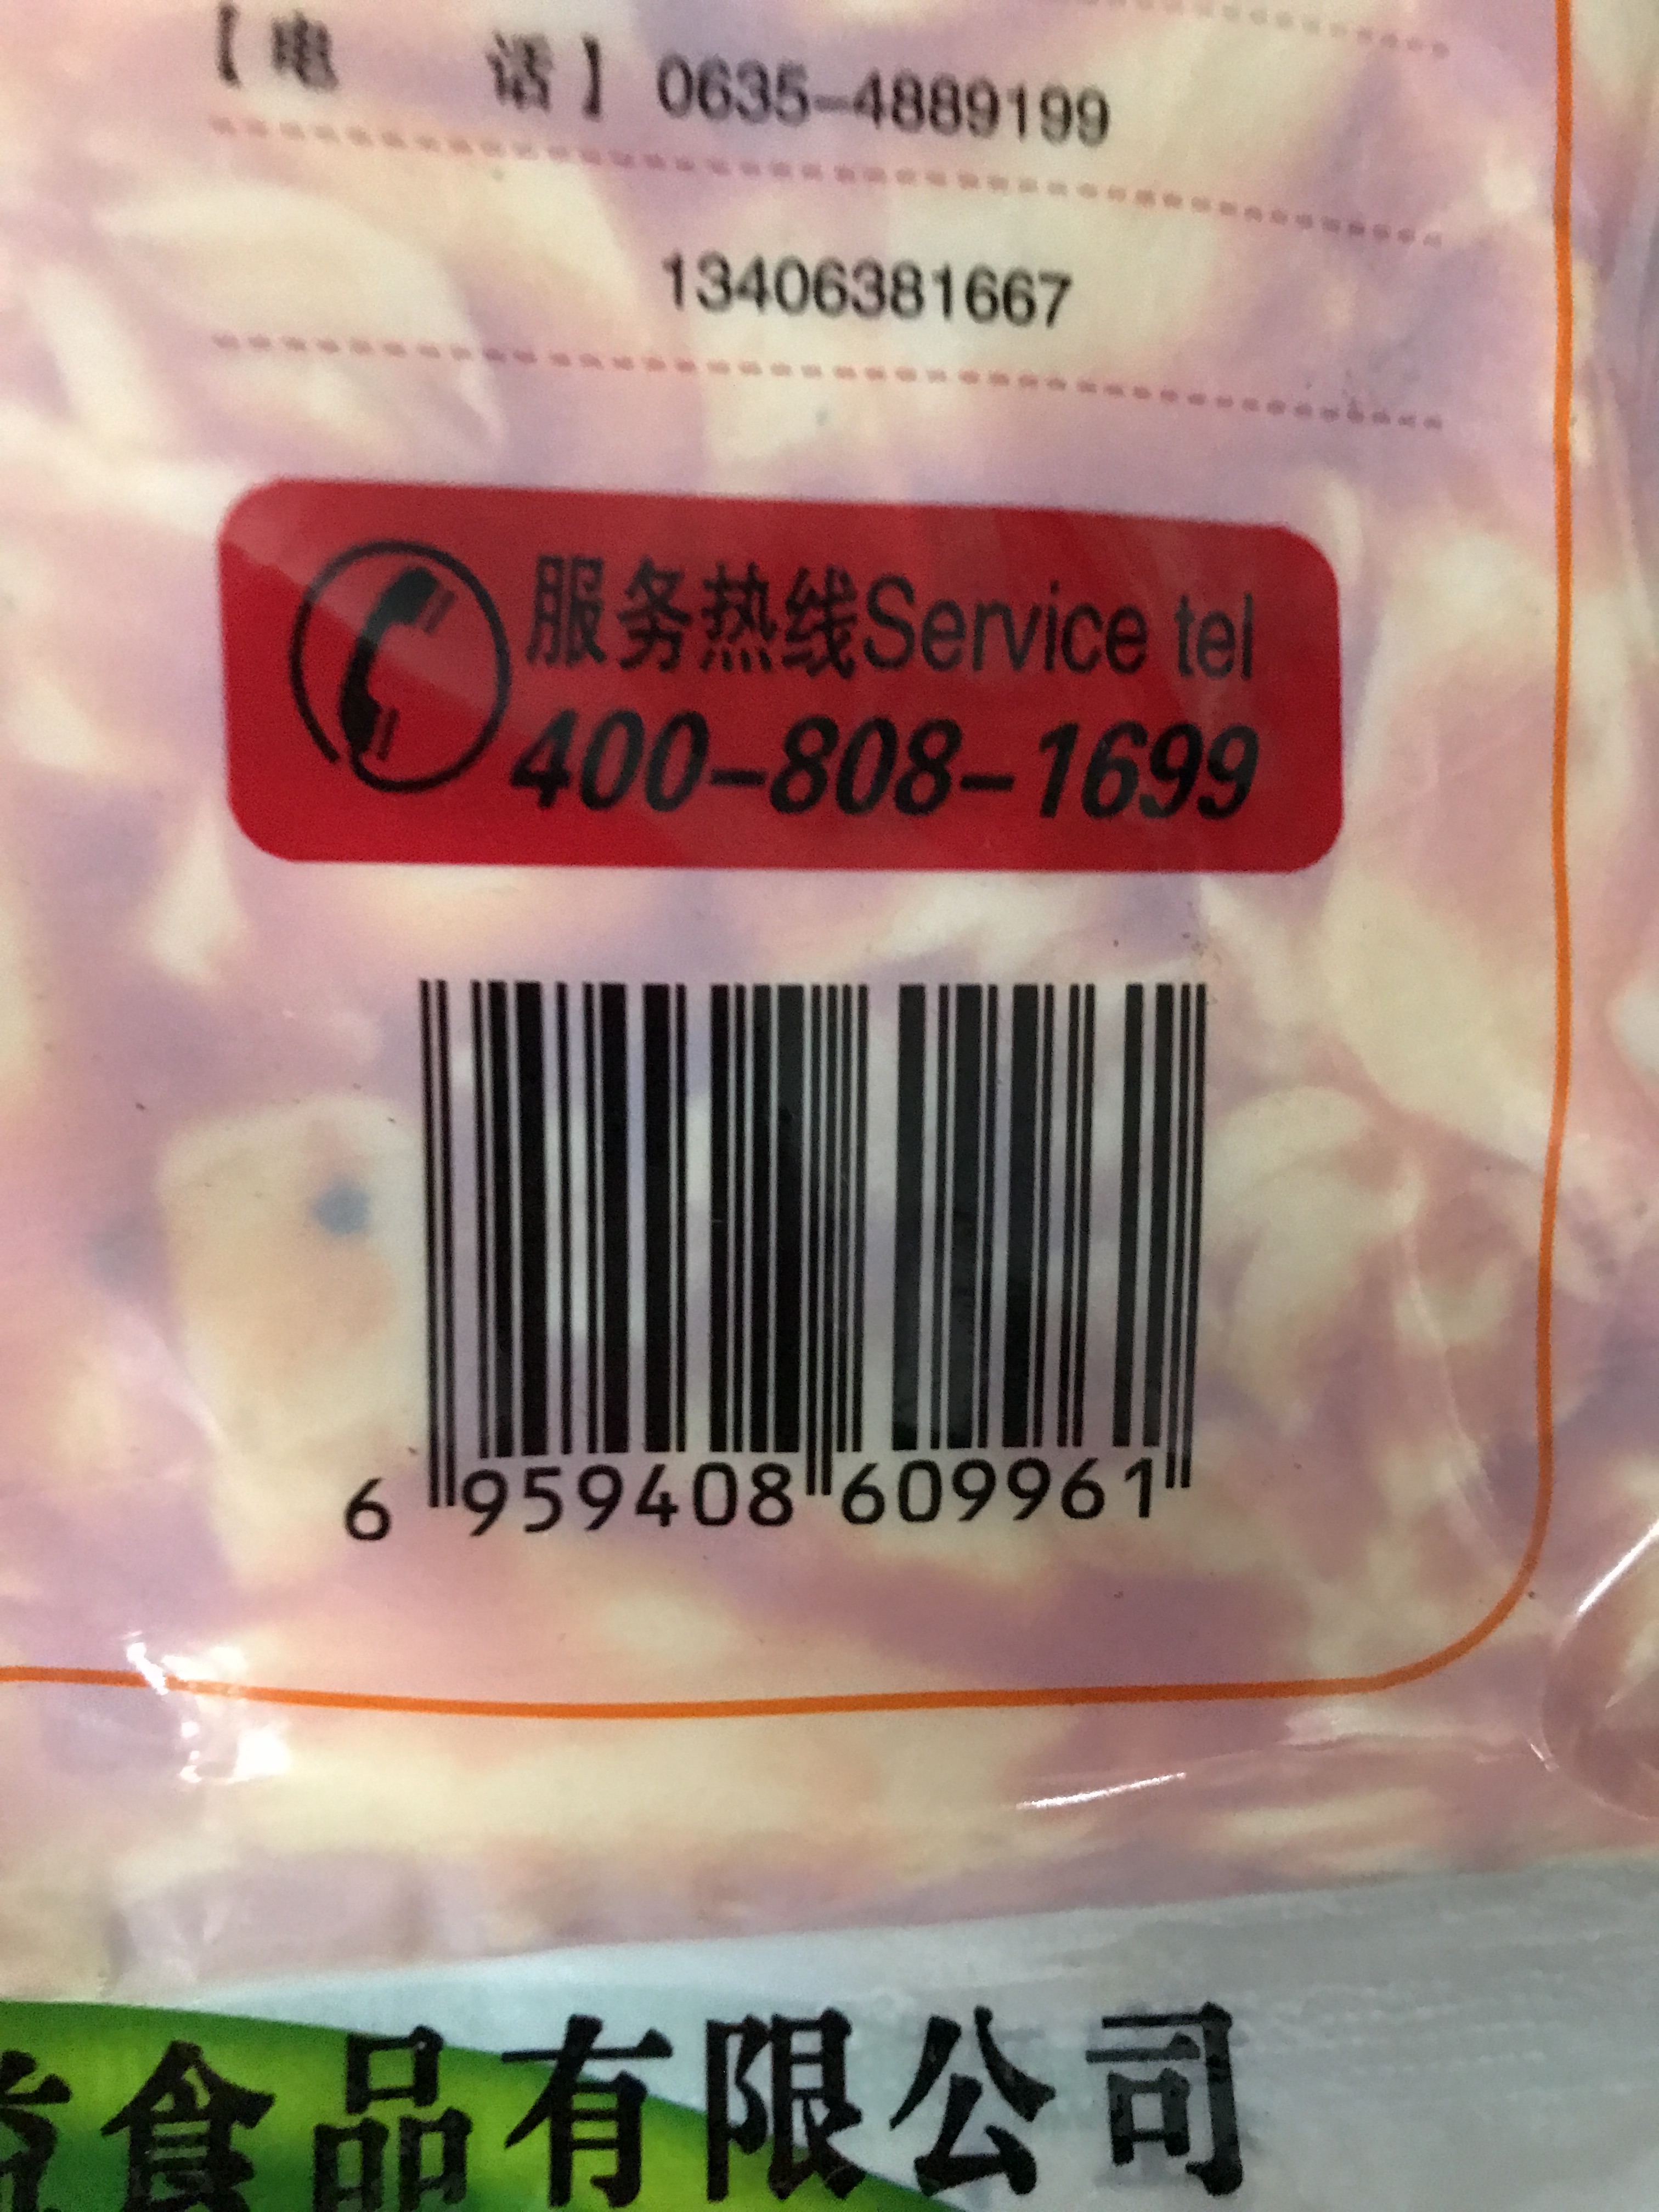 【电 话】0635-4889199
13406381667
服务热线Service tel
400-808-1699
6 959408 609961
益食品有限公司